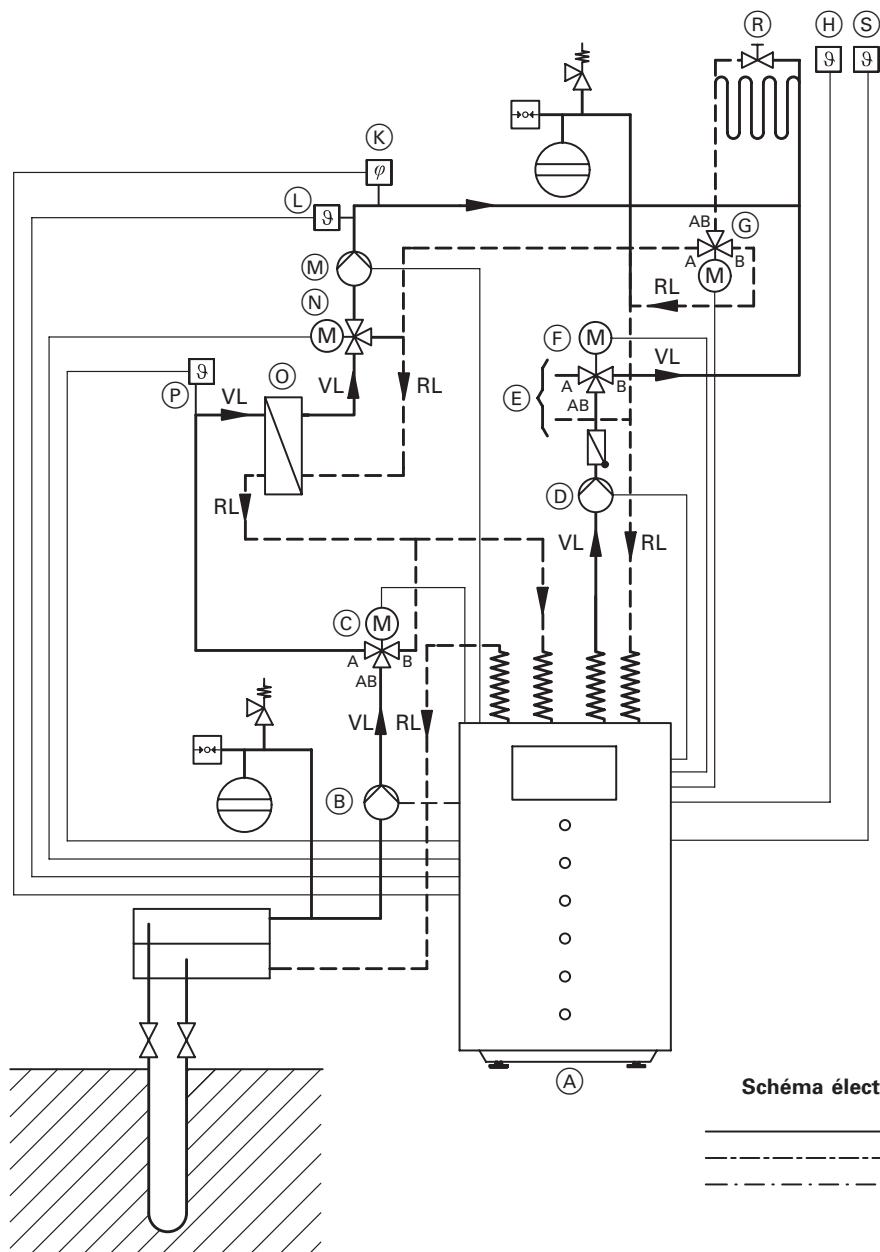 R H S
ϑ ϑ
K
φ
L
ϑ
AB G
M A B
M
N RL
M
F M
ϑ O VL
P VL VL RL A B
E AB
RL D
VL RL
C M
A B
AB
VL RL
B
A
Schéma élect